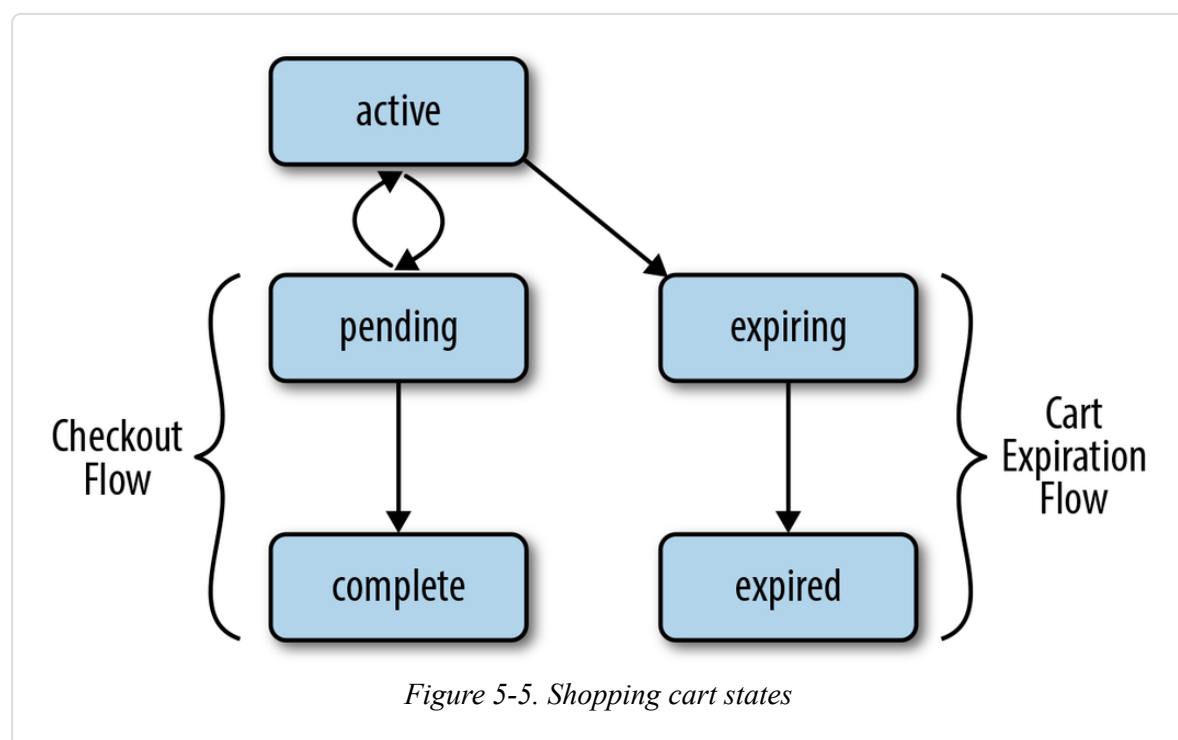 active
pending
expiring
Checkout
Flow
Cart
Expiration
Flow
complete
expired
Figure 5-5. Shopping cart states